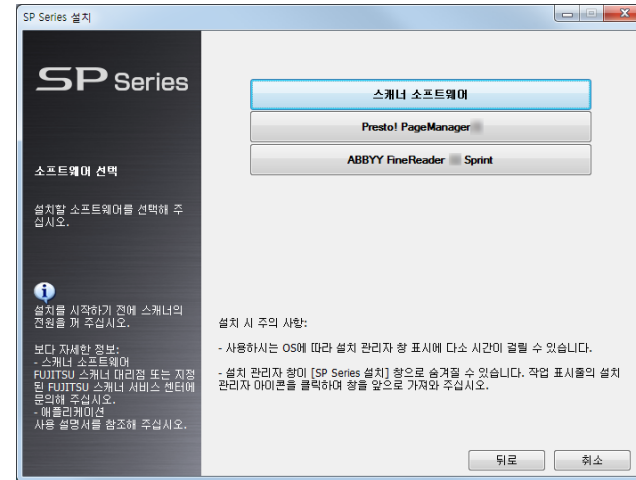 SP Series 설치
SP Series
스캐너 소프트웨어
Presto! PageManager
ABBYY FineReader Sprint
소프트웨어 선택
설치할 소프트웨어를 선택해 주
십시오.
설치를 시작하기 전에 스캐너의
전원을 꺼 주십시오.
보다 자세한 정보:
- 스캐너 소프트웨어
FUJITSU 스캐너 대리점 또는 지정
된 FUJITSU 스캐너 서비스 센터에
문의해 주십시오.
- 애플리케이션
사용 설명서를 참조해 주십시오.
설치 시 주의 사항:
- 사용하시는 OS에 따라 설치 관리자 창 표시에 다소 시간이 걸릴 수 있습니다.
- 설치 관리자 창이 [SP Series 설치] 창으로 숨겨질 수 있습니다. 작업 표시줄의 설치
관리자 아이콘을 클릭하여 창을 앞으로 가져와 주십시오.
뒤로
취소